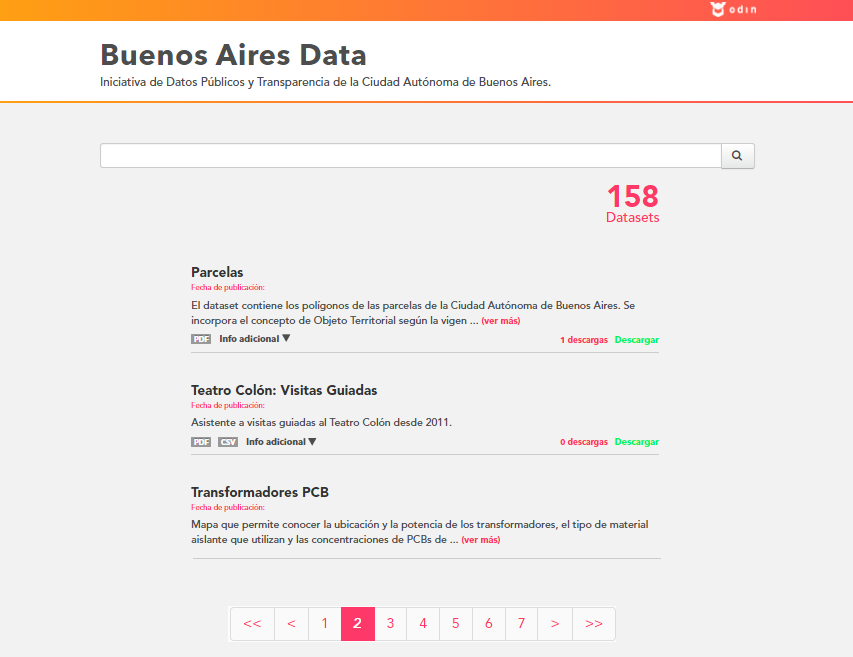 odin
Buenos Aires Data
Iniciativa de Datos Públicos y Transparencia de la Ciudad Autónoma de Buenos Aires.
158
Datasets
Parcelas
Fecha de publicación:
El dataset contiene los polígonos de las parcelas de la Ciudad Autónoma de Buenos Aires. Se
incorpora el concepto de Objeto Territorial según la vigen ... (ver más)
PDF Info adicional ▼ 1 descargas Descargar
Teatro Colón: Visitas Guiadas
Fecha de publicación:
Asistente a visitas guiadas al Teatro Colón desde 2011.
PDF CSV Info adicional ▼ 0 descargas Descargar
Transformadores PCB
Fecha de publicación:
Mapa que permite conocer la ubicación y la potencia de los transformadores, el tipo de material
aislante que utilizan y las concentraciones de PCBs de ... (ver más)
<< < 1 2 3 4 5 6 7 > >>